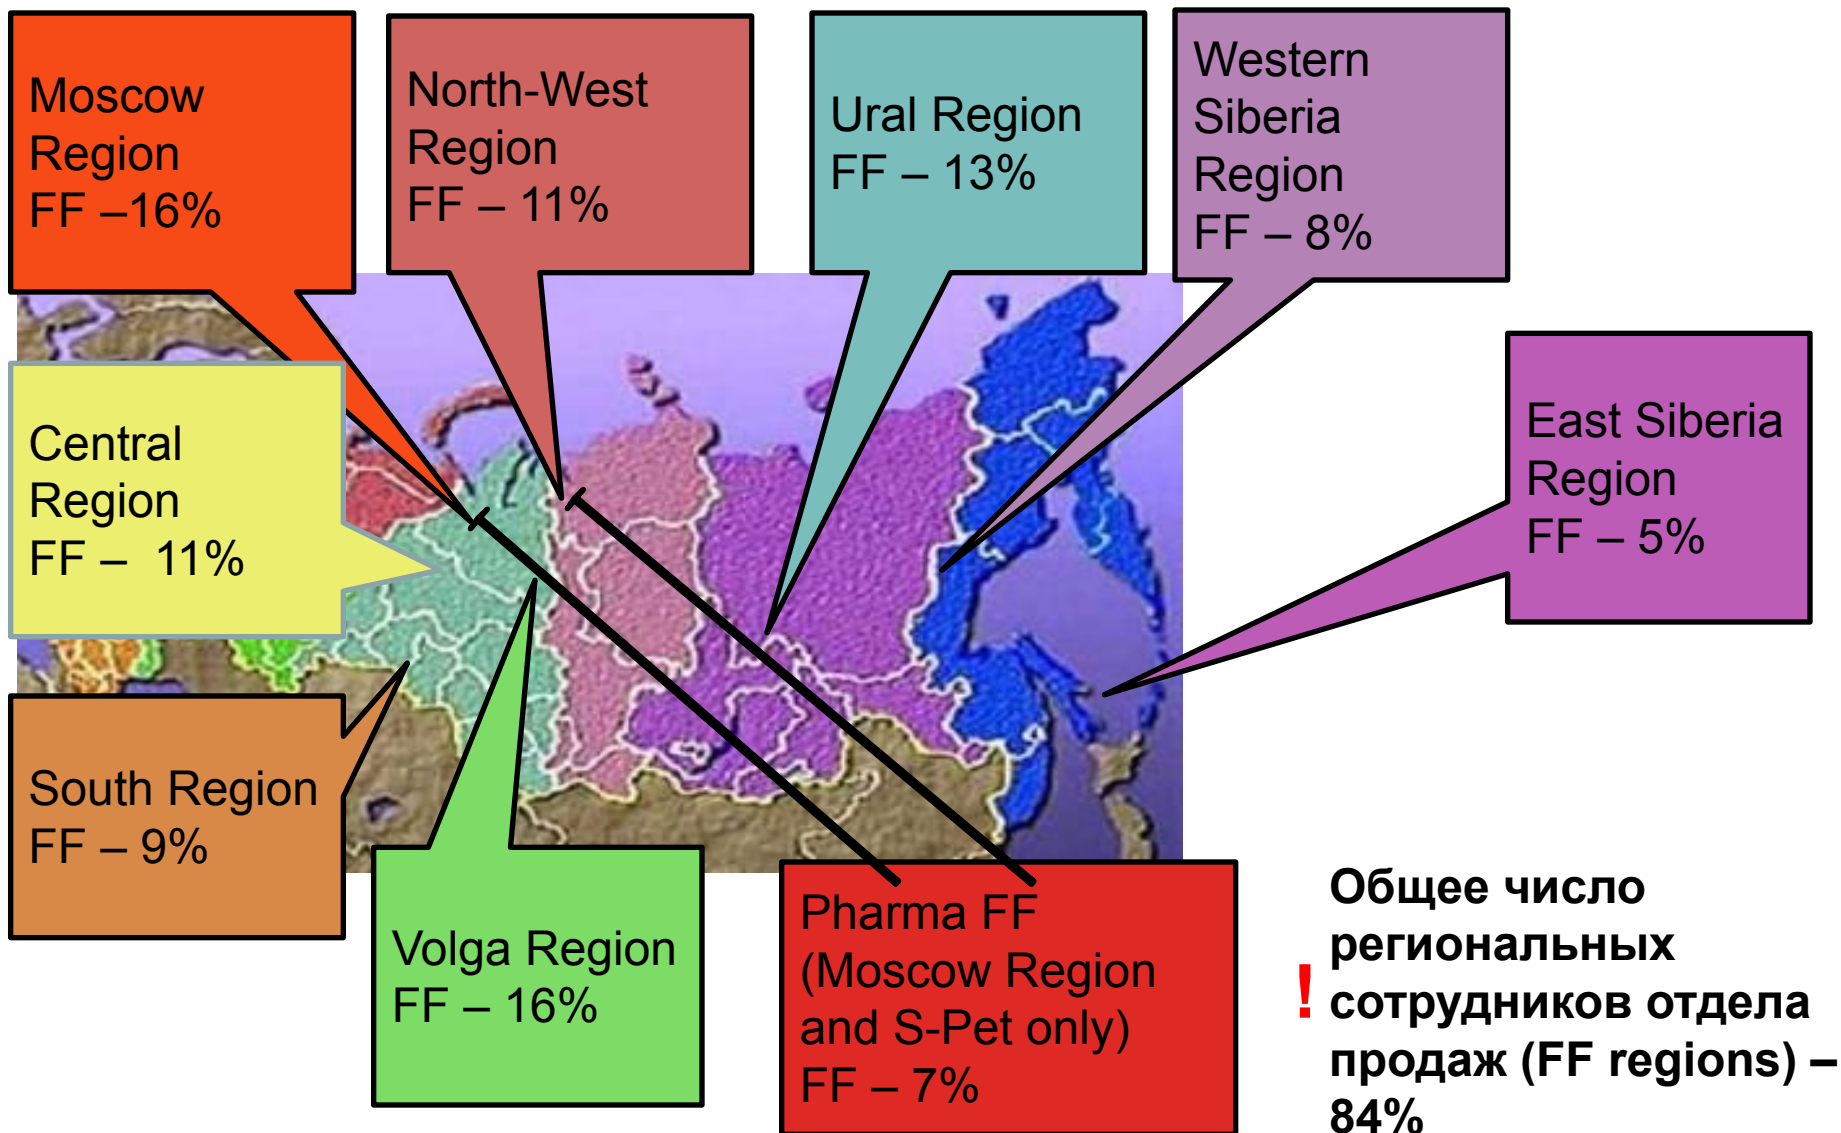 Moscow
Region
FF –16%
North-West
Region
FF – 11%
Ural Region
FF – 13%
Western
Siberia
Region
FF – 8%
Central
Region
FF –  11%
East Siberia
Region
FF – 5%
South Region
FF – 9%
Volga Region
FF – 16%
Pharma FF
(Moscow Region
and S-Pet only)
FF – 7%
Общее число
региональных
! сотрудников отдела
продаж (FF regions) –
84%